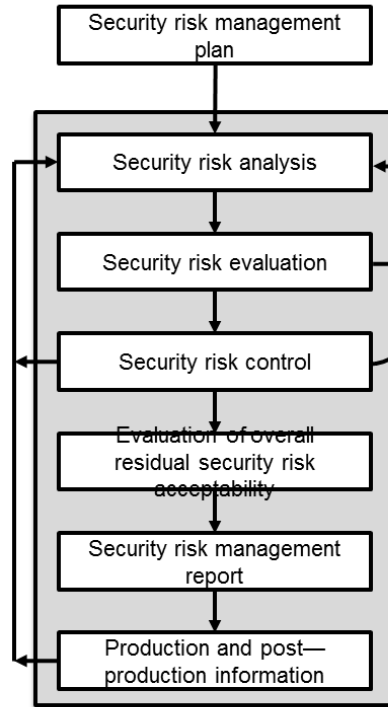 Security risk management
plan
Security risk analysis
Security risk evaluation
Security risk control
Evaluation of overall
residual security risk
acceptability
Security risk management
report
Production and post—
production information